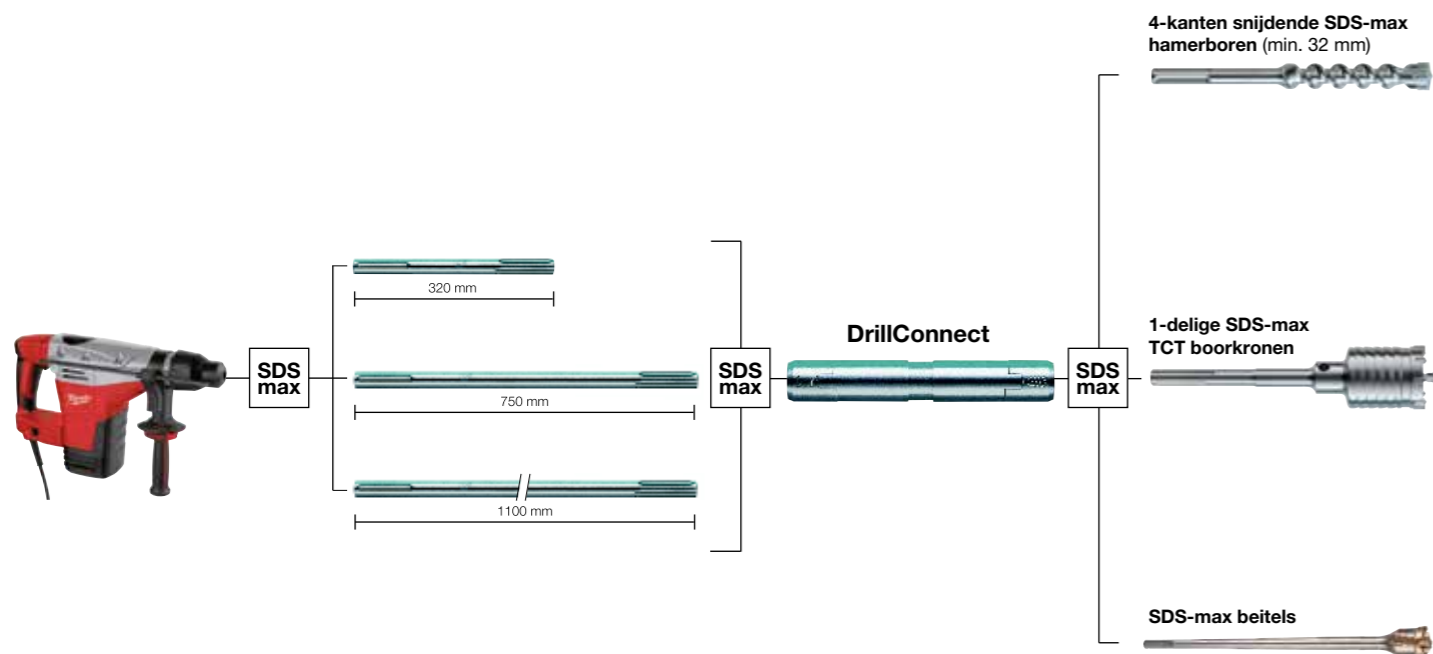 4-kanten snijdende SDS-max
hamerboren (min. 32 mm)
320 mm
DrillConnect
1-delige SDS-max
TCT boorkronen
SDS
max
SDS
max
SDS
max
750 mm
1100 mm
SDS-max beitels